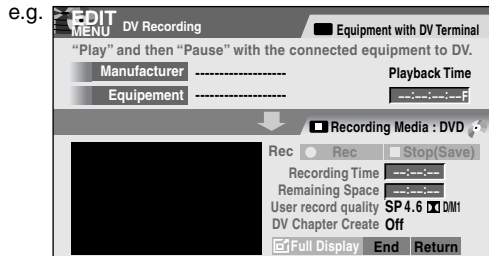 e.g.
EDIT
MENU DV Recording
Equipment with DV Terminal
“Play” and then “Pause” with the connected equipment to DV.
Manufacturer -------------------
Playback Time
Equipement -------------------
--:--:--:--F
Recording Media : DVD
Rec Rec Stop(Save)
Recording Time --:--:--
Remaining Space --:--:--
User record quality SP 4.6 D/M1
DV Chapter Create Off
Full Display End Return